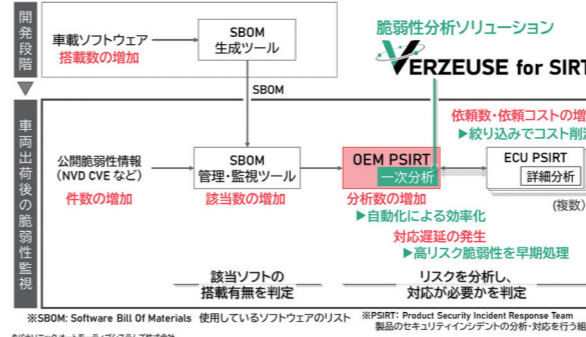 開発段階
車載ソフトウェア
搭載数の増加
SBOM
生成ツール
脆弱性分析ソリューション
VERZEUSE for SIRT
SBOM
車両出荷後の脆弱性監視
公開脆弱性情報
(NVD CVE など)
件数の増加
SBOM
管理・監視ツール
該当数の増加
OEM PSIRT
一次分析
分析数の増加
▶自動化による効率化
対応遅延の発生
▶高リスク脆弱性を早期処理
依頼数・依頼コストの増
▶絞り込みでコスト削減
ECU PSIRT
詳細分析
(複数)
該当ソフトの
搭載有無を判定
リスクを分析し、
対応が必要かを判定
※SBOM: Software Bill Of Materials 使用しているソフトウェアのリスト
※PSIRT: Product Security Incident Response Team
製品のセキュリティインシデントの分析・対応を行う組